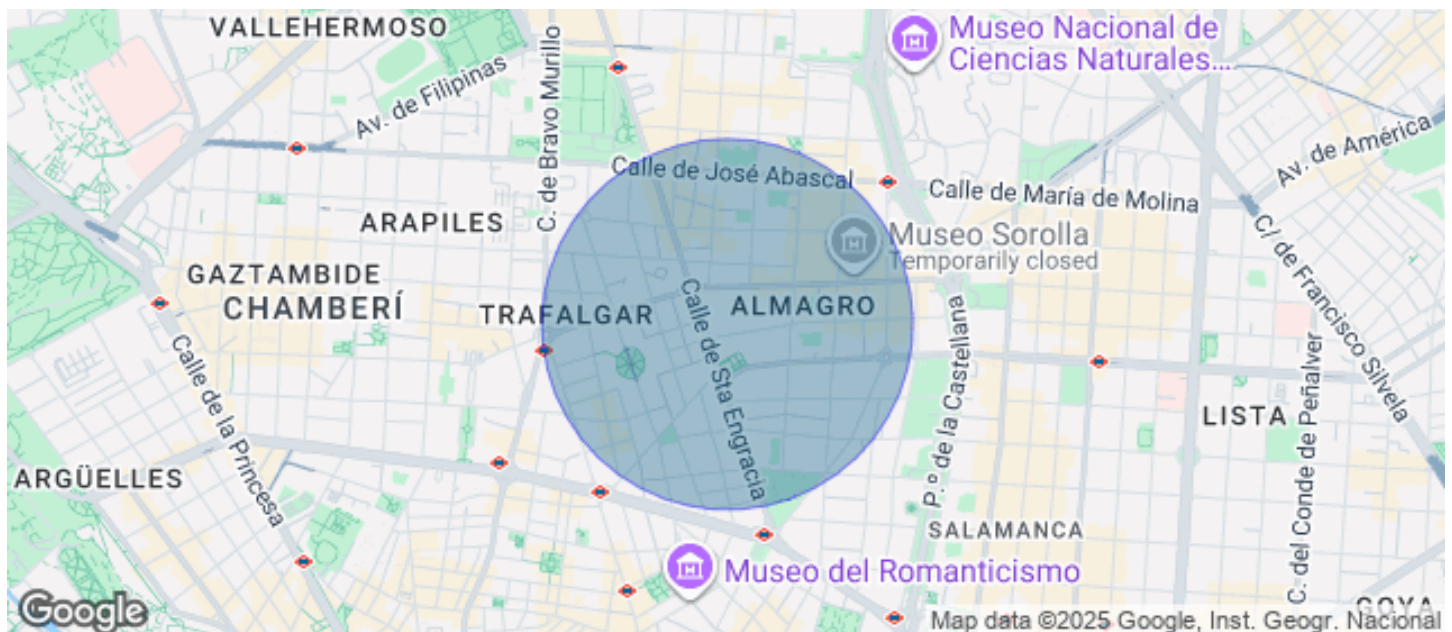 VALLEHERMOSO
Museo Nacional de
Ciencias Naturales...
Av. de Filipinas
C. de Bravo Murillo
Av. de América
Calle de José Abascal
Calle de María de Molina
ARAPILES
Museo Sorolla
Temporarily closed
C/ de Francisco Silvela
GAZTAMBIDE
CHAMBERÍ
TRAFALGAR
ALMAGRO
Calle de Sta Engracia
P.º de la Castellana
Calle de la Princesa
C. del Conde de Peñalver
LISTA
ARGÜELLES
SALAMANCA
Museo del Romanticismo
GOYA
Google
Map data ©2025 Google, Inst. Geogr. Nacional